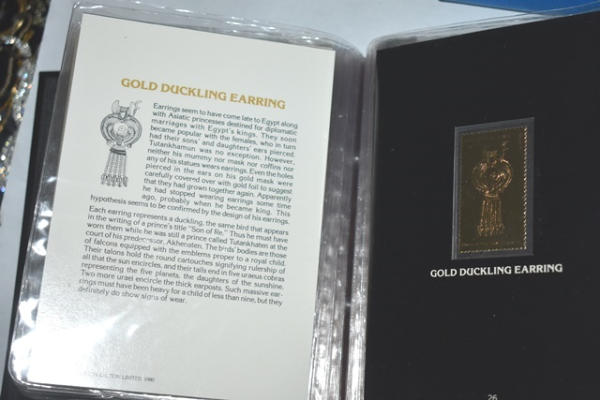 GOLD DUCKLING EARRING
Earrings seem to have come late to Egypt along
with Asiatic princesses destined for diplomatic
marriages with Egypt's kings. They soon
became popular with the females, who in turn
had their sons' and daughters' ears pierced.
Tutankhamun was no exception. However,
neither his mummy nor mask nor coffins nor
any of his statues wears earrings. Even the holes
pierced in the ears on his gold mask were
carefully covered over with gold foil to suggest
that they had grown together again. Apparently
he had stopped wearing earrings some time
ago, probably when he became king. This
hypothesis seems to be confirmed by the design of his earrings.
Each earring represents a duckling, the same bird that appears
in the writing of a prince's title "Son of Re." Thus he must have
worn them while he was still a prince called Tutankhaten at the
court of his predecessor, Akhenaten. The birds' bodies are those
of falcons equipped with the emblems proper to a royal child.
Their talons hold the round cartouches signifying rulership of
all that the sun encircles, and their tails end in five uraeus cobras
representing the five planets, the daughters of the sunshine.
Two more uraei encircle the thick earposts. Such massive ear-
rings must have been heavy for a child of less than nine, but they
definitely do show signs of wear.
LIMITED, 1980
GOLD DUCKLING EARRING
26